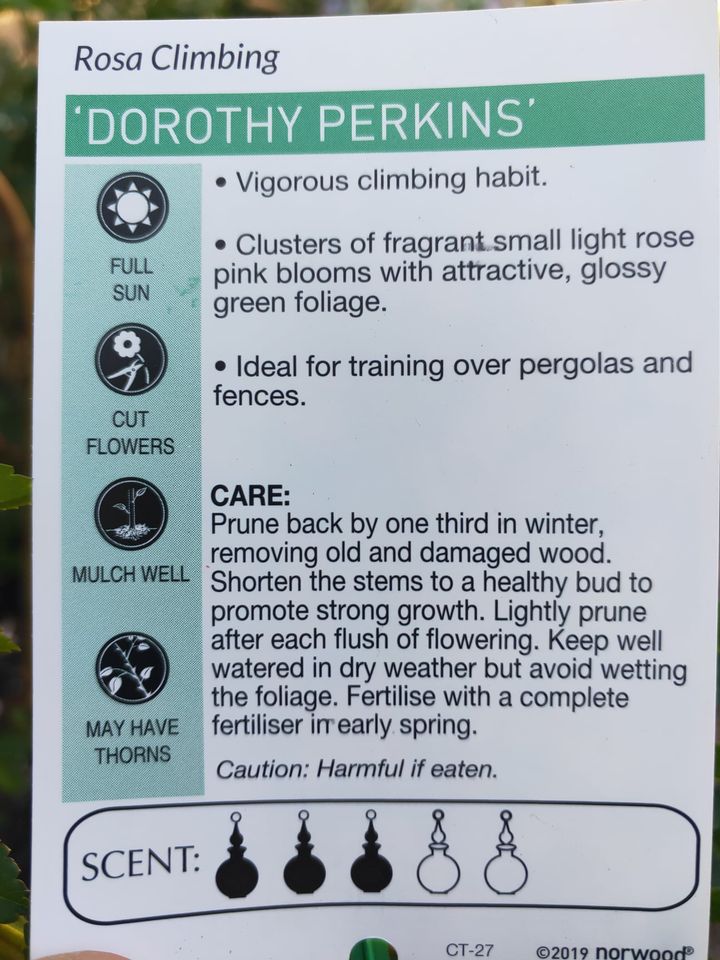 Rosa Climbing
‘DOROTHY PERKINS’
• Vigorous climbing habit.
• Clusters of fragrant small light rose
pink blooms with attractive, glossy
green foliage.
• Ideal for training over pergolas and
fences.
FULL
SUN
CUT
FLOWERS
MULCH WELL
MAY HAVE
THORNS
CARE:
Prune back by one third in winter,
removing old and damaged wood.
Shorten the stems to a healthy bud to
promote strong growth. Lightly prune
after each flush of flowering. Keep well
watered in dry weather but avoid wetting
the foliage. Fertilise with a complete
fertiliser in early spring.
Caution: Harmful if eaten.
SCENT:
CT-27 ©2019 norwood®